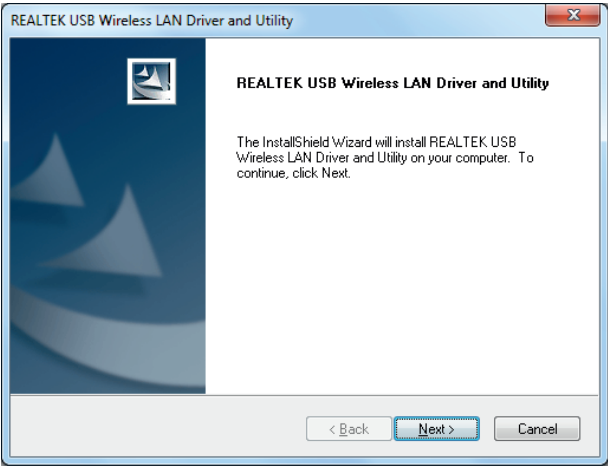 REALTEK USB Wireless LAN Driver and Utility
REALTEK USB Wireless LAN Driver and Utility
The InstallShield Wizard will install REALTEK USB
Wireless LAN Driver and Utility on your computer. To
continue, click Next.
< Back Next > Cancel